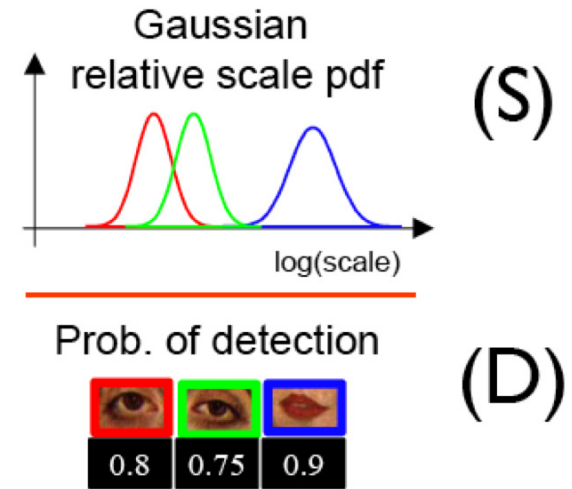 Gaussian
relative scale pdf
(S)
log(scale)
Prob. of detection
(D)
0.8 0.75 0.9